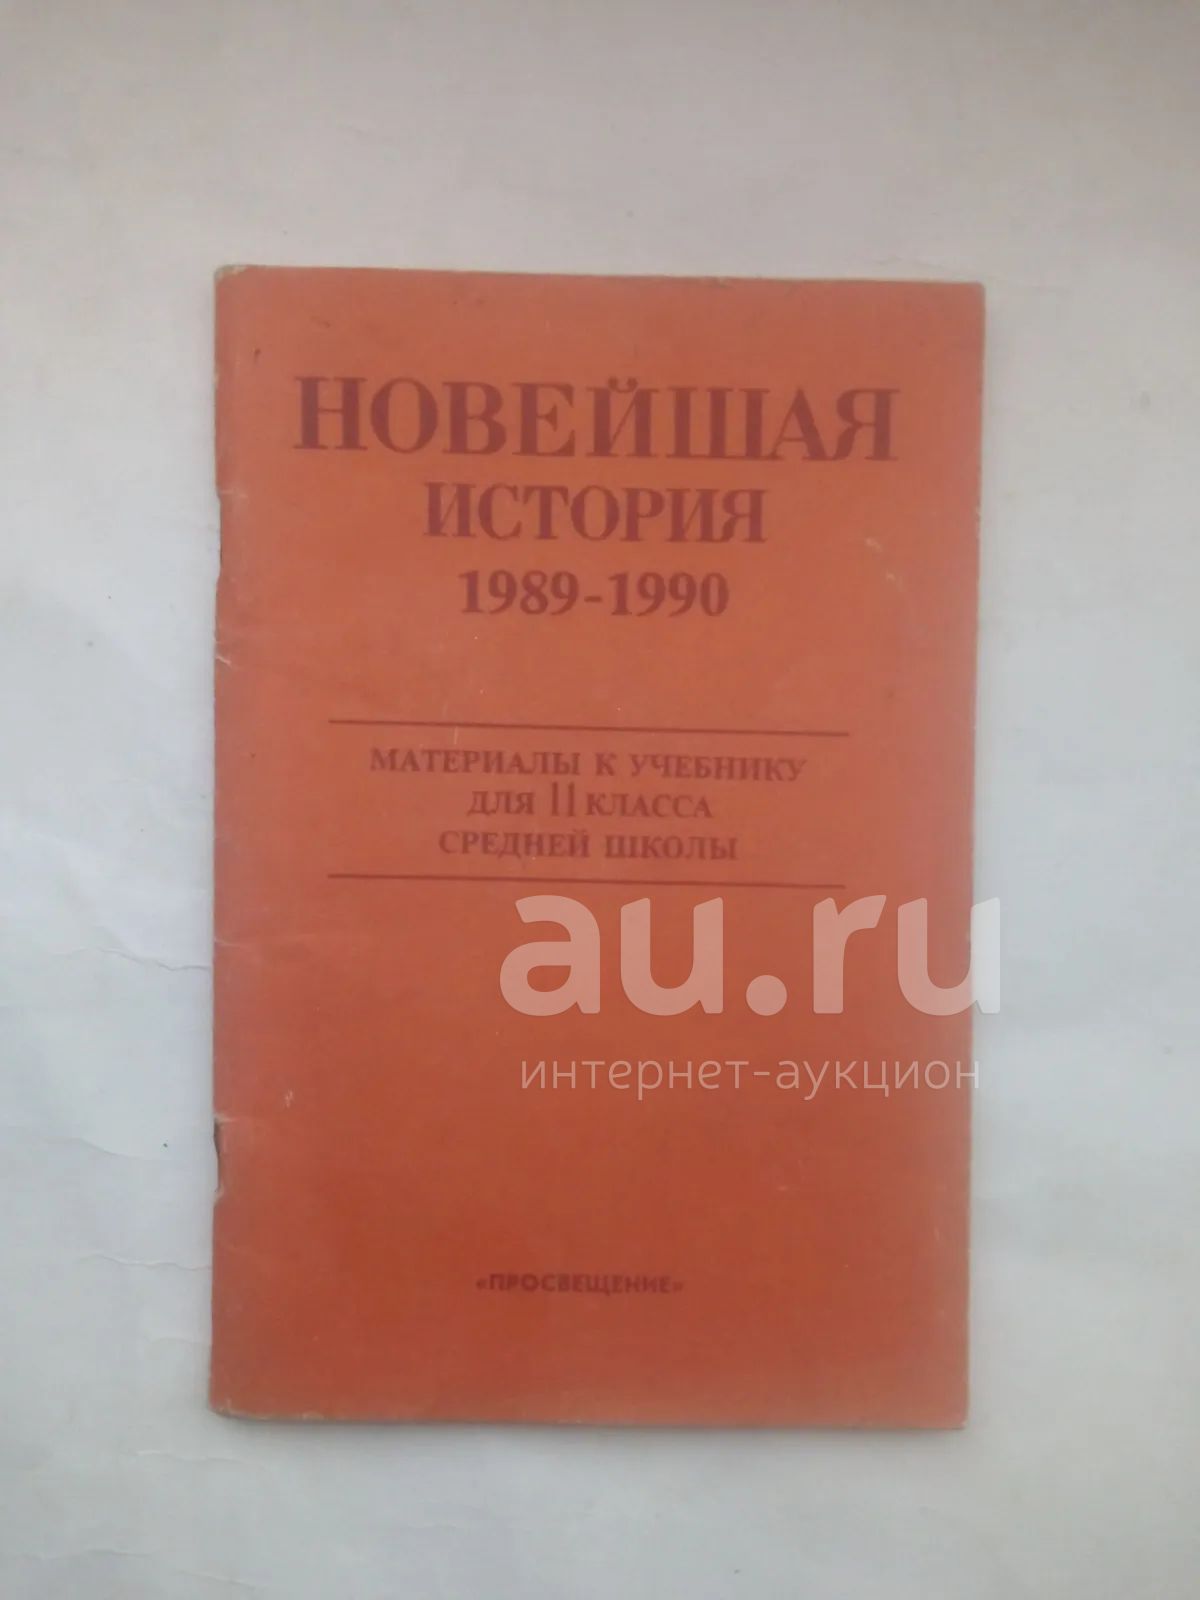 НОВЕЙШАЯ
ИСТОРИЯ
1989-1990
МАТЕРИАЛЫ К УЧЕБНИКУ
ДЛЯ 11 КЛАССА
СРЕДНЕЙ ШКОЛЫ
au.ru
интернет-аукцион
«ПРОСВЕЩЕНИЕ»